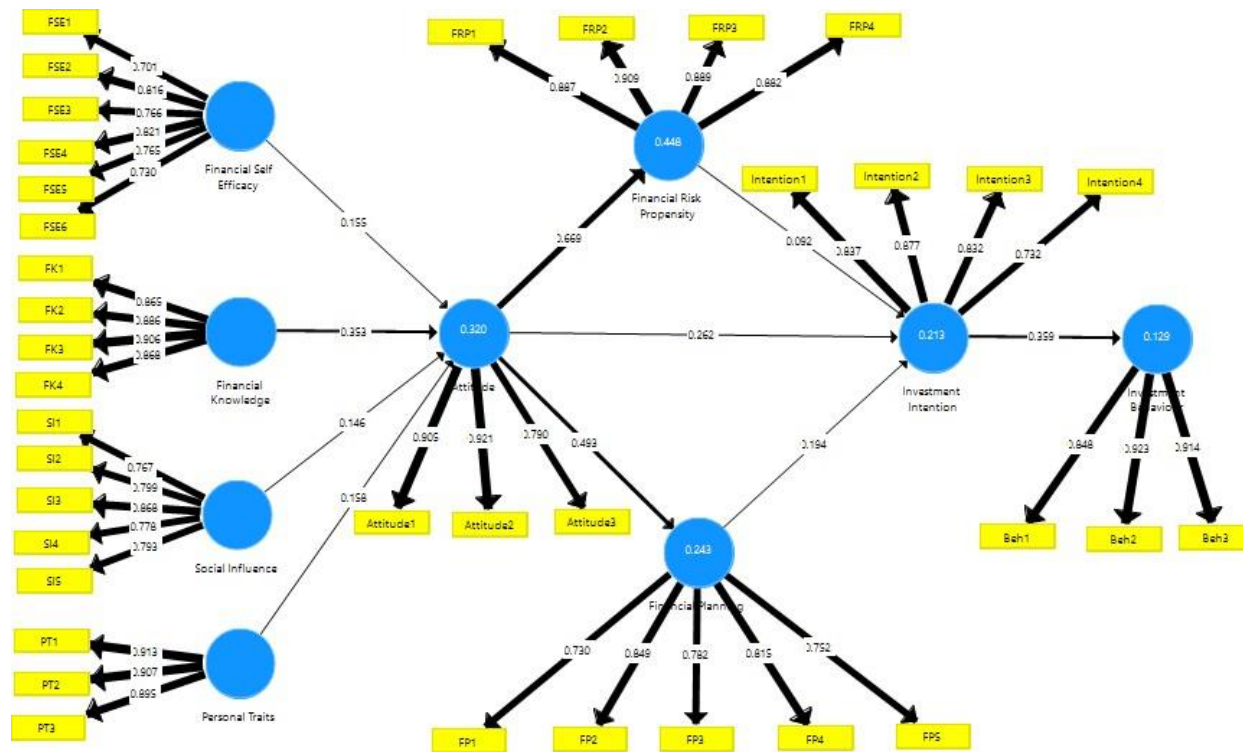 FSE1
FSE2
FSE3
FSE4
FSE5
FSE6
0.701
0.816
0.766
0.821
0.765
0.730
Financial Self
Efficacy
FK1
FK2
FK3
FK4
0.865
0.886
0.906
0.868
Financial
Knowledge
SI1
SI2
SI3
SI4
SI5
0.767
0.799
0.868
0.778
0.793
Social Influence
PT1
PT2
PT3
0.913
0.907
0.895
Personal Traits
0.155
0.353
0.146
0.158
0.320
Attitude
0.905
0.921
0.790
Attitude1
Attitude2
Attitude3
0.669
0.262
0.493
FRP1
FRP2
FRP3
FRP4
0.887
0.909
0.889
0.882
0.448
Financial Risk
Propensity
0.092
0.194
0.243
Financial Planning
0.730
0.849
0.782
0.815
0.752
FP1
FP2
FP3
FP4
FP5
Intention1
Intention2
Intention3
Intention4
0.837
0.877
0.832
0.732
0.213
Investment
Intention
0.359
0.129
Investment
Behaviour
0.848
0.923
0.914
Beh1
Beh2
Beh3